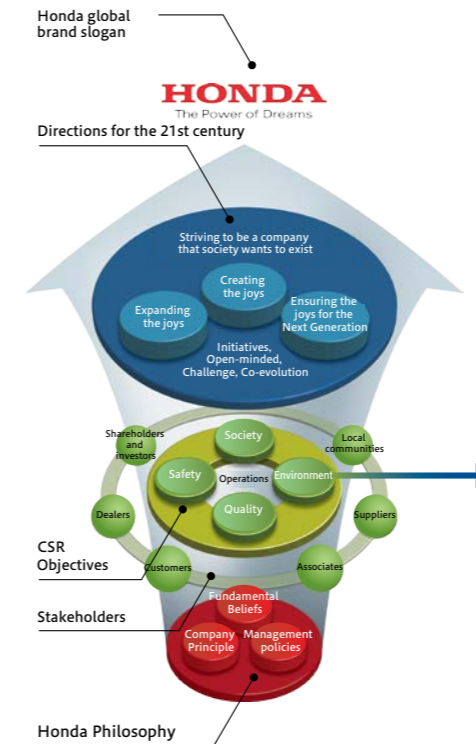 Honda global
brand slogan
HONDA
The Power of Dreams
Directions for the 21st century
Striving to be a company
that society wants to exist
Creating
the joys
Expanding
the joys
Ensuring the
joys for the
Next Generation
Initiatives,
Open-minded,
Challenge, Co-evolution
Shareholders
and
investors
Society
Local
communities
Safety
Operations
Environment
Quality
Dealers
Suppliers
CSR
Objectives
Customers
Associates
Stakeholders
Fundamental
Beliefs
Company
Principle
Management
policies
Honda Philosophy